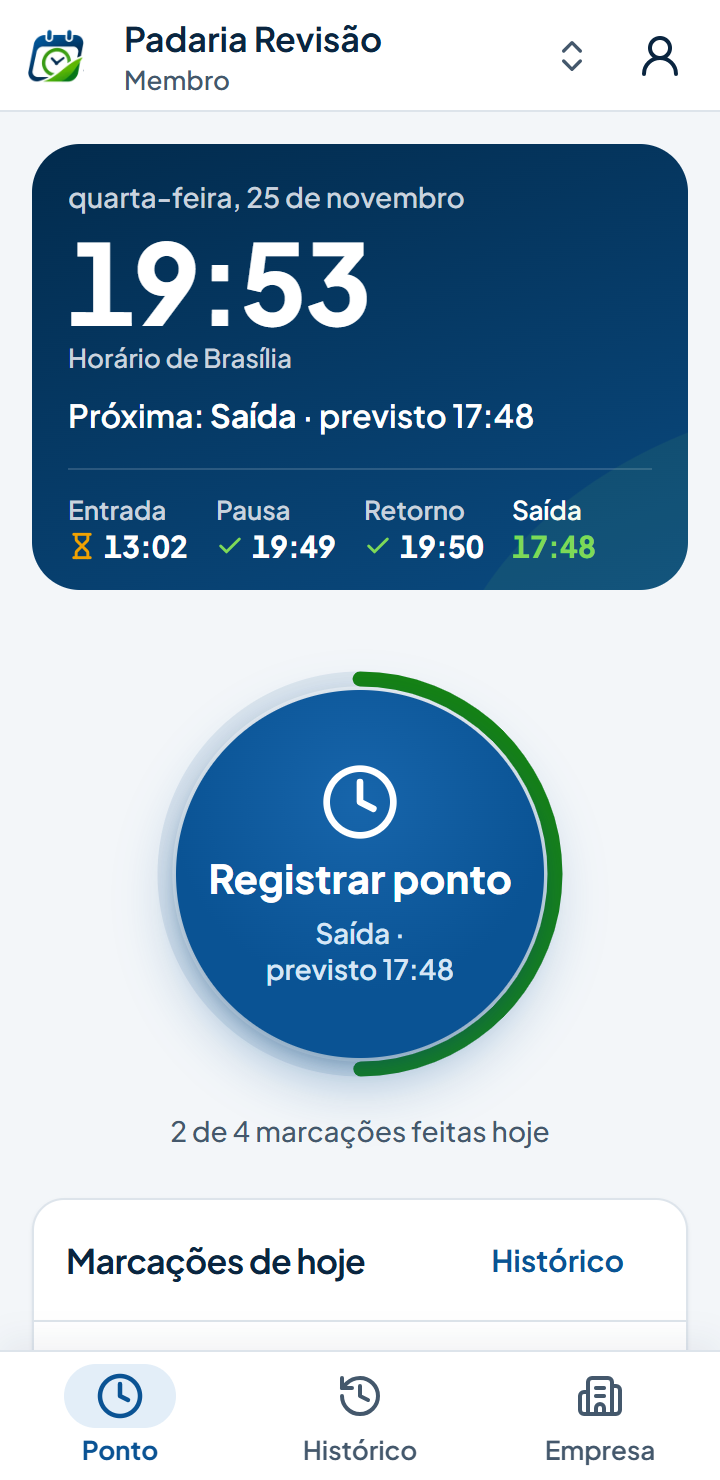 Padaria Revisão
Membro
quarta-feira, 25 de novembro
19:53
Horário de Brasília
Próxima: Saída · previsto 17:48
Entrada Pausa Retorno Saída
13:02 19:49 19:50 17:48
Registrar ponto
Saída ·
previsto 17:48
2 de 4 marcações feitas hoje
Marcações de hoje Histórico
Ponto Histórico Empresa